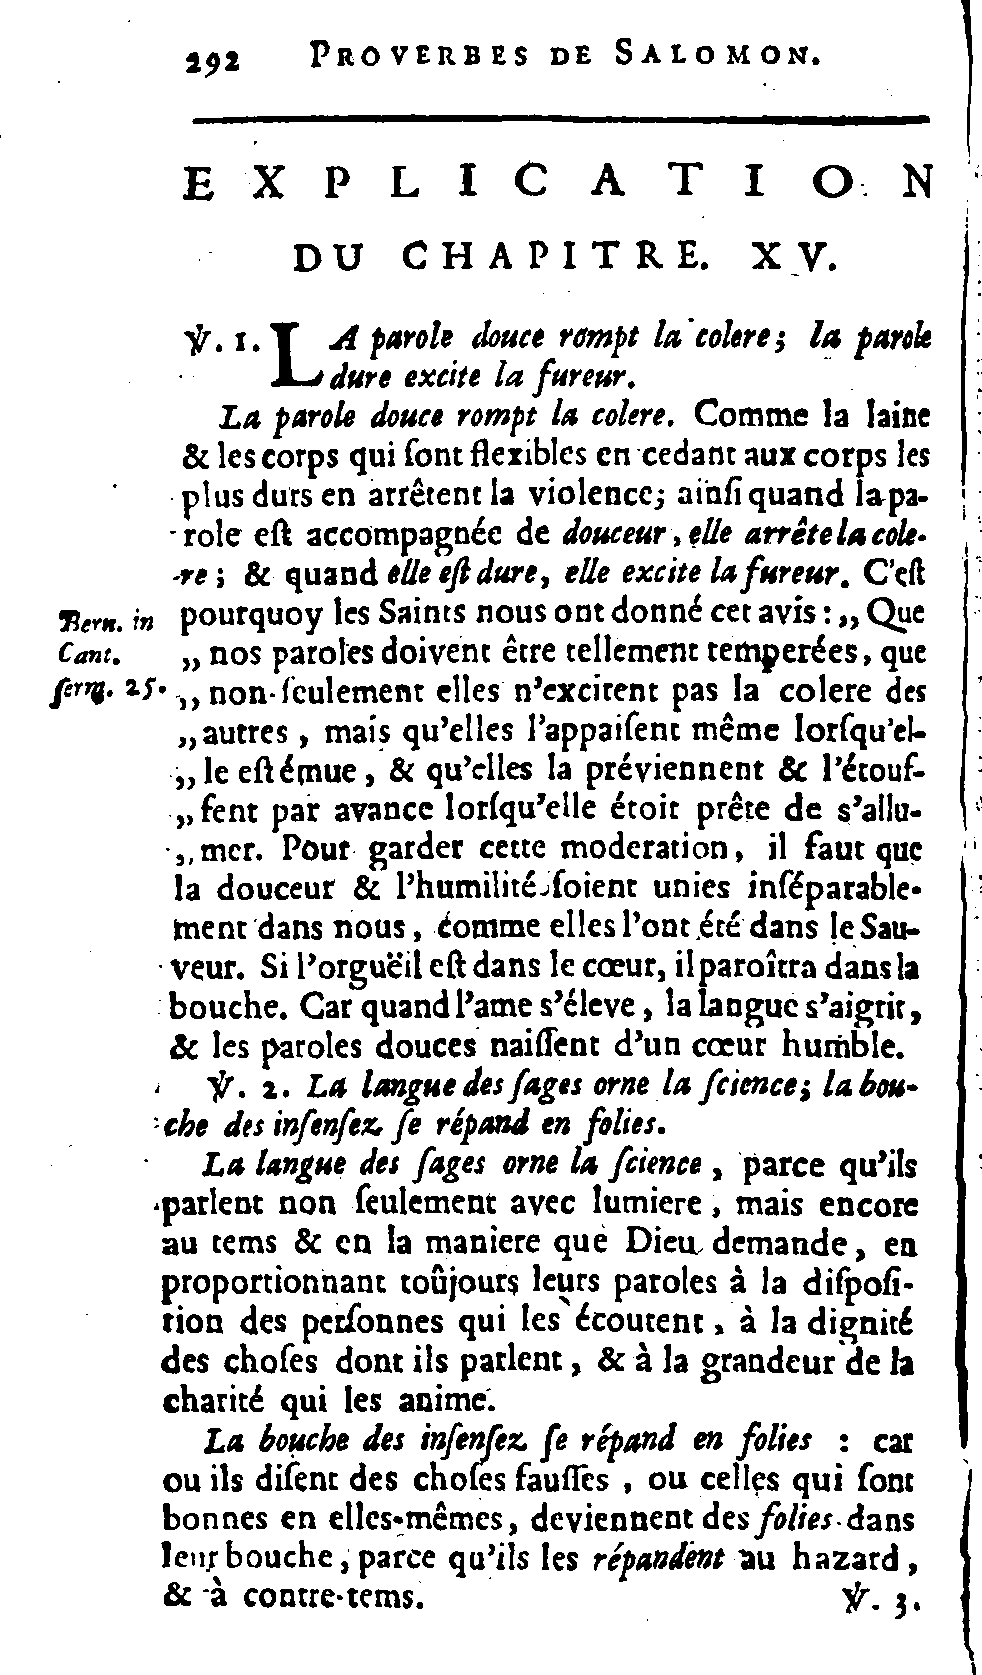 292 PROVERBES DE SALOMON.
EXPLICATION
DU CHAPITRE. XV.
℣. 1. LA parole douce rompt la colere; la parole
dure excite la fureur.
La parole douce rompt la colere. Comme la laine
& les corps qui ſont flexibles en cedant aux corps les
plus durs en arrêtent la violence; ainſi quand la pa-
role eſt accompagnée de douceur, elle arrête la cole-
re; & quand elle eſt dure, elle excite la fureur. C'eſt
pourquoy les Saints nous ont donné cet avis: „ Que
Bern. in
Cant.
ſerm. 25.
„ nos paroles doivent être tellement temperées, que
„ non-ſeulement elles n'excitent pas la colere des
„ autres, mais qu'elles l'appaiſent même lorſqu'el-
„ le eſt émue, & qu'elles la préviennent & l'étouf-
„ fent par avance lorſqu'elle étoit prête de s'allu-
„ mer. Pour garder cette moderation, il faut que
la douceur & l'humilité ſoient unies inſéparable-
ment dans nous, comme elles l'ont été dans le Sau-
veur. Si l'orguëil eſt dans le cœur, il paroîtra dans la
bouche. Car quand l'ame s'éleve, la langue s'aigrit,
& les paroles douces naiſſent d'un cœur humble.
℣. 2. La langue des ſages orne la ſcience; la bou-
che des inſenſez ſe répand en folies.
La langue des ſages orne la ſcience, parce qu'ils
parlent non ſeulement avec lumiere, mais encore
au tems & en la maniere que Dieu demande, en
proportionnant toûjours leurs paroles à la diſpoſi-
tion des perſonnes qui les écoutent, à la dignité
des choſes dont ils parlent, & à la grandeur de la
charité qui les anime.
La bouche des inſenſez ſe répand en folies : car
ou ils diſent des choſes fauſſes, ou celles qui ſont
bonnes en elles-mêmes, deviennent des folies dans
leur bouche, parce qu'ils les répandent au hazard,
& à contre-tems. ℣. 3.